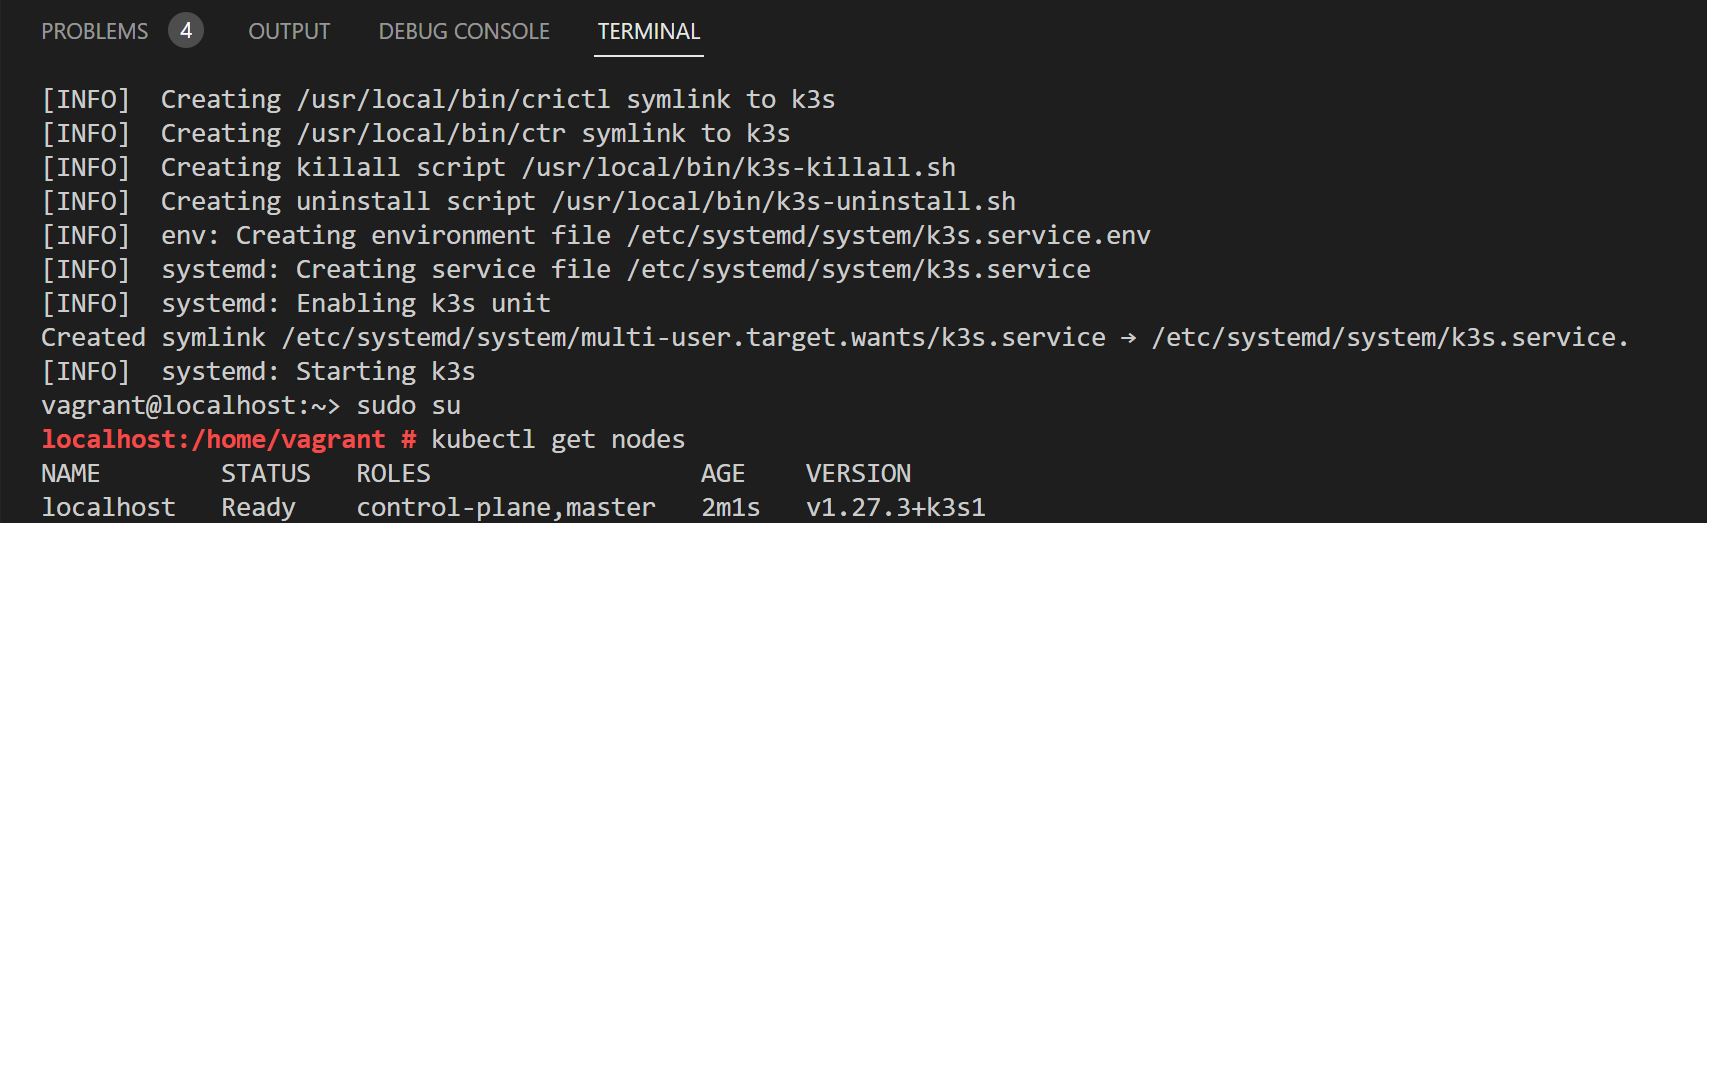 PROBLEMS 4 OUTPUT DEBUG CONSOLE TERMINAL
[INFO]  Creating /usr/local/bin/crictl symlink to k3s
[INFO]  Creating /usr/local/bin/ctr symlink to k3s
[INFO]  Creating killall script /usr/local/bin/k3s-killall.sh
[INFO]  Creating uninstall script /usr/local/bin/k3s-uninstall.sh
[INFO]  env: Creating environment file /etc/systemd/system/k3s.service.env
[INFO]  systemd: Creating service file /etc/systemd/system/k3s.service
[INFO]  systemd: Enabling k3s unit
Created symlink /etc/systemd/system/multi-user.target.wants/k3s.service → /etc/systemd/system/k3s.service.
[INFO]  systemd: Starting k3s
vagrant@localhost:~> sudo su
localhost:/home/vagrant # kubectl get nodes
NAME        STATUS   ROLES                  AGE    VERSION
localhost   Ready    control-plane,master   2m1s   v1.27.3+k3s1